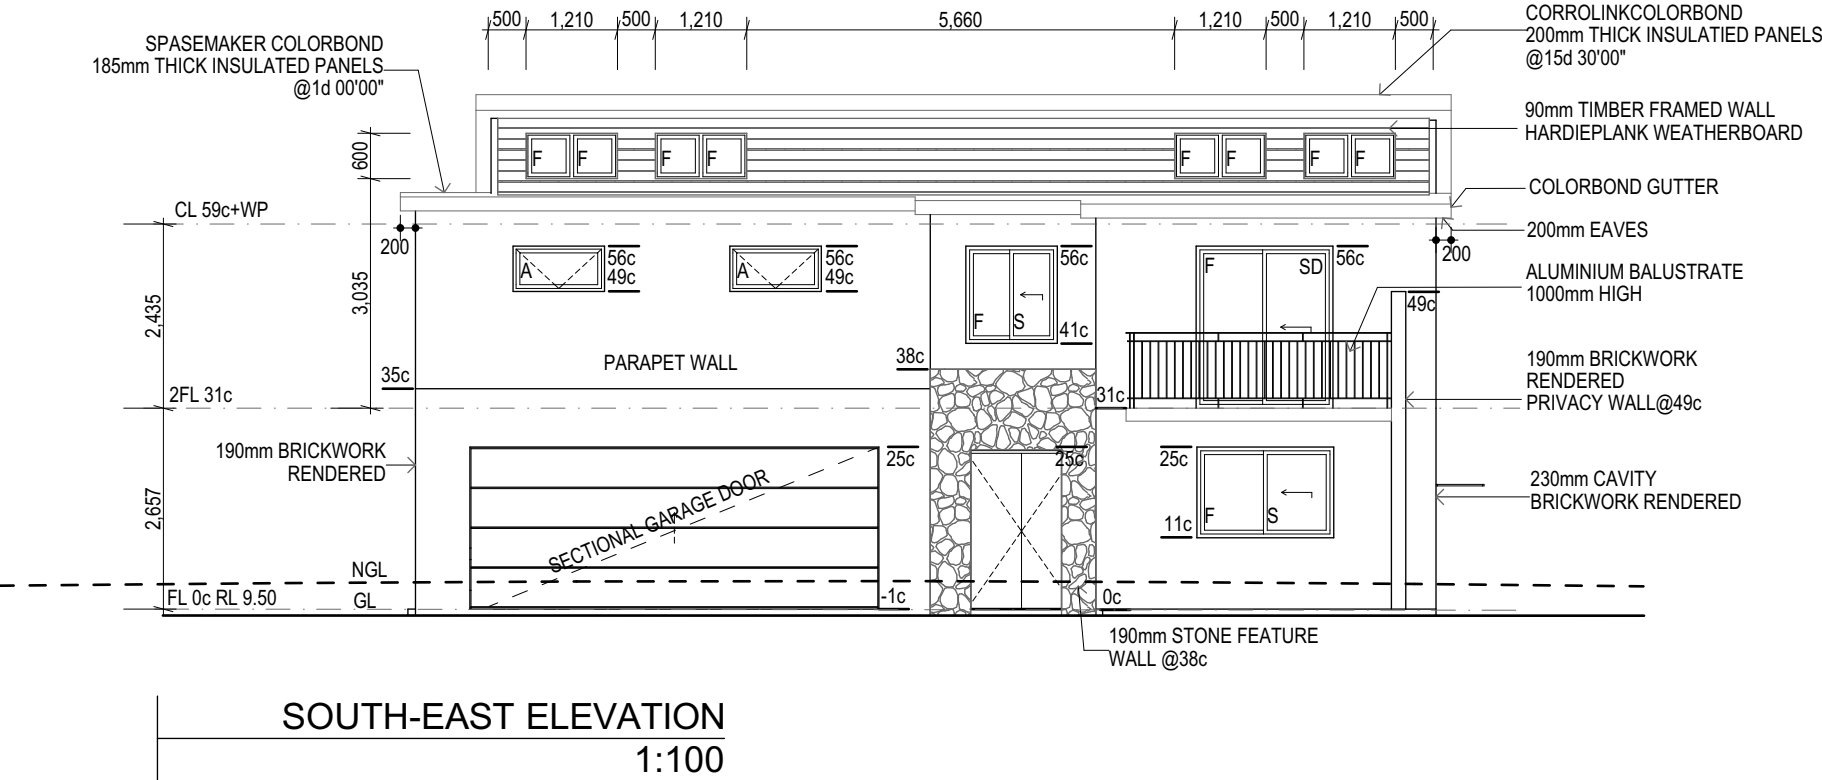 500 1,210 500 1,210 5,660 1,210 500 1,210 500
CORROLINKCOLORBOND
200mm THICK INSULATIED PANELS
@15d 30'00"
SPASEMAKER COLORBOND
185mm THICK INSULATED PANELS
@1d 00'00"
90mm TIMBER FRAMED WALL
HARDIEPLANK WEATHERBOARD
600
F F F F F F F F
COLORBOND GUTTER
CL 59c+WP
200mm EAVES
200
200
2,435
3,035
A
56c
49c
A
56c
49c
56c
F S
41c
F SD
56c
ALUMINIUM BALUSTRATE
1000mm HIGH
49c
PARAPET WALL
38c
35c
190mm BRICKWORK
RENDERED
PRIVACY WALL@49c
2FL 31c
31c
190mm BRICKWORK
RENDERED
25c
25c
25c
SECTIONAL GARAGE DOOR
230mm CAVITY
BRICKWORK RENDERED
2,657
11c
F S
NGL
FL 0c RL 9.50
GL
-1c
0c
190mm STONE FEATURE
WALL @38c
SOUTH-EAST ELEVATION
1:100